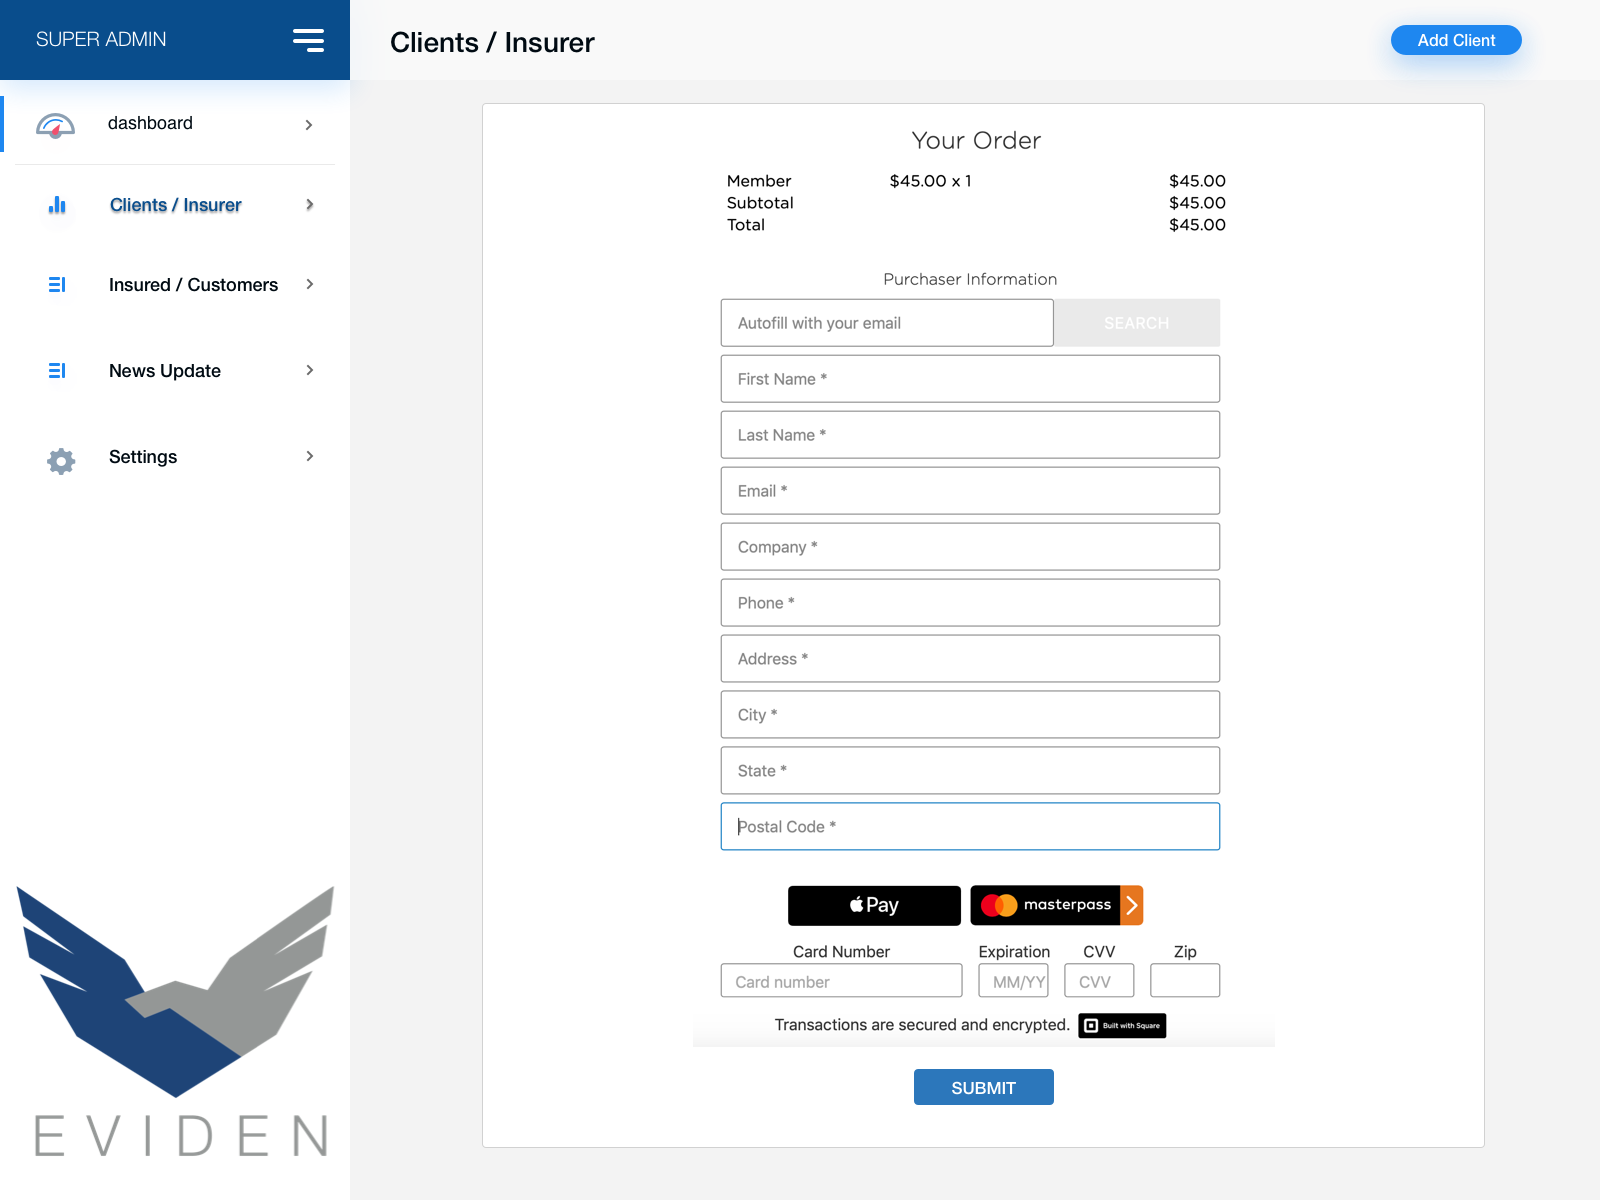 SUPER ADMIN
Clients / Insurer
Add Client
dashboard
Clients / Insurer
Insured / Customers
News Update
Settings
EVIDEN
Your Order
Member $45.00 x 1 $45.00
Subtotal $45.00
Total $45.00
Purchaser Information
Autofill with your email SEARCH
First Name *
Last Name *
Email *
Company *
Phone *
Address *
City *
State *
Postal Code *
Pay masterpass
Card Number Expiration CVV Zip
Card number MM/YY CVV
Transactions are secured and encrypted. Built with Square
SUBMIT